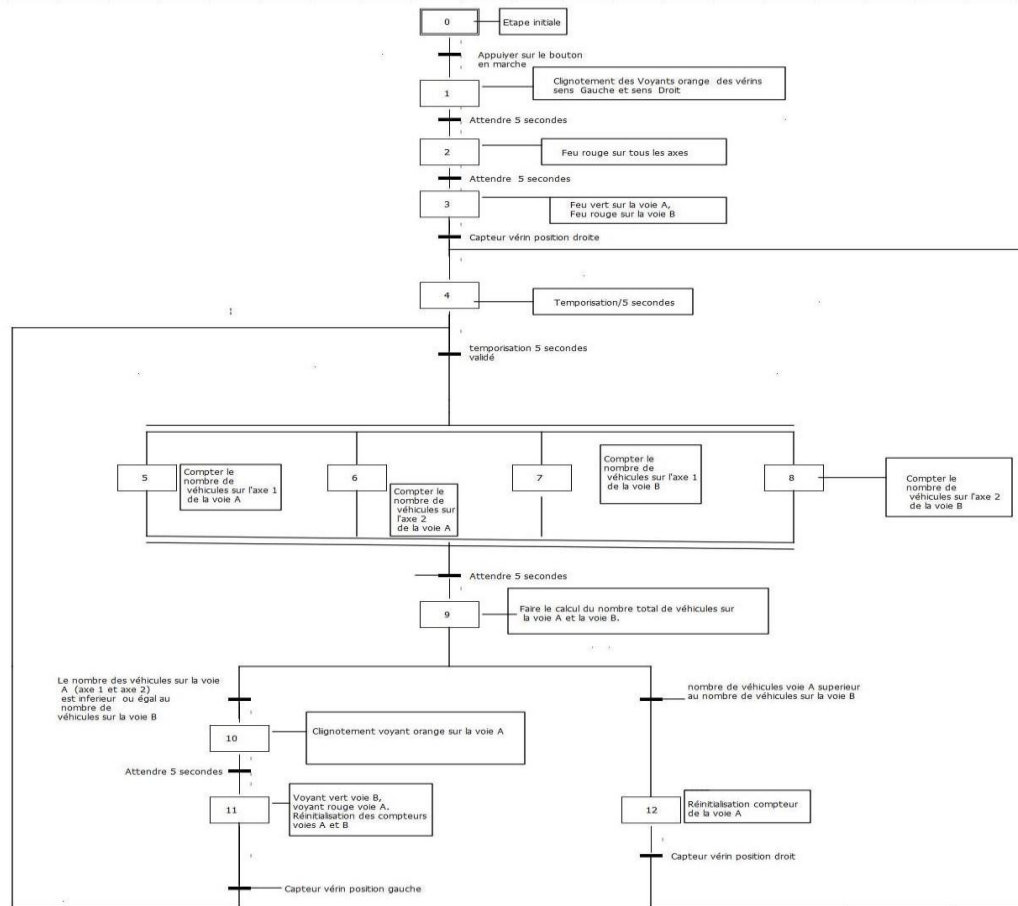 0
Etape initiale
Appuiyer sur le bouton
en marche
1
Clignotement des Voyants orange des vérins
sens Gauche et sens Droit
Attendre 5 secondes
2
Feu rouge sur tous les axes
Attendre 5 secondes
3
Feu vert sur la voie A,
Feu rouge sur la voie B
Capteur vérin position droite
4
Temporisation/5 secondes
temporisation 5 secondes
validé
5
Compter le
nombre de
véhicules sur l'axe 1
de la voie A
6
Compter le
nombre de
véhicules sur
l'axe 2
de la voie A
7
Compter le
nombre de
véhicules sur l'axe 1
de la voie B
8
Compter le
nombre de
véhicules sur l'axe 2
de la voie B
Attendre 5 secondes
9
Faire le calcul du nombre total de véhicules sur
la voie A et la voie B.
Le nombre des véhicules sur la voie
A (axe 1 et axe 2)
est inferieur ou égal au
nombre de
véhicules sur la voie B
nombre de véhicules voie A superieur
au nombre de véhicules sur la voie B
10
Clignotement voyant orange sur la voie A
Attendre 5 secondes
11
Voyant vert voie B,
voyant rouge voie A.
Réinitialisation des compteurs
voies A et B
12
Réinitialisation compteur
de la voie A
Capteur vérin position droit
Capteur vérin position gauche